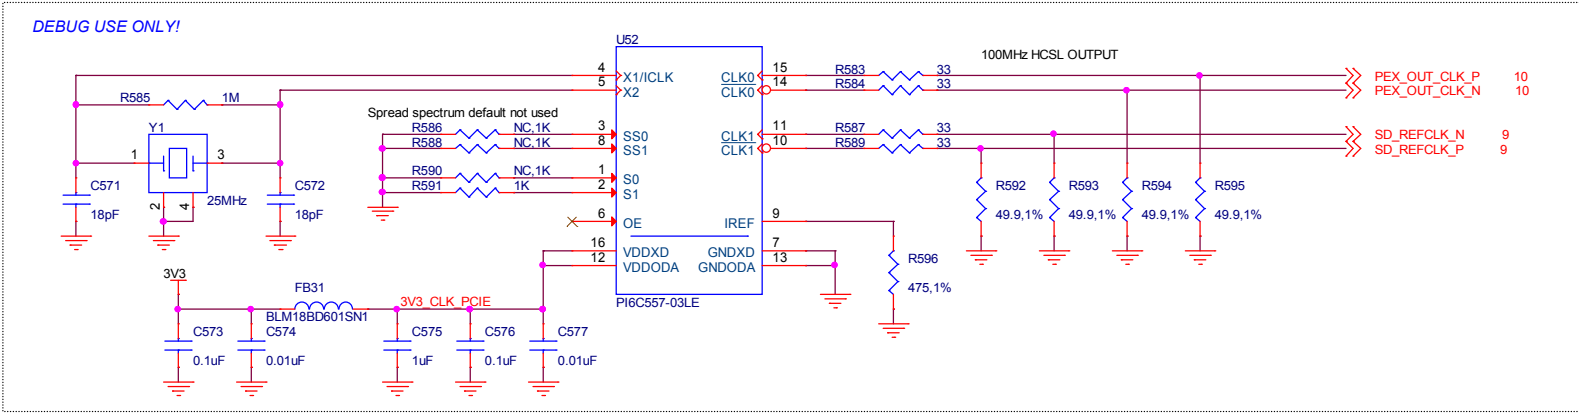 DEBUG USE ONLY!
U52
100MHz HCSL OUTPUT
4 X1/ICLK CLK0 15 R583 33 PEX_OUT_CLK_P 10
5 X2 CLK0 14 R584 33 PEX_OUT_CLK_N 10
R585 1M
Spread spectrum default not used
Y1
R586 NC,1K 3 SS0 CLK1 11 R587 33 SD_REFCLK_N 9
R588 NC,1K 8 SS1 CLK1 10 R589 33 SD_REFCLK_P 9
1 3
R590 NC,1K 1 S0
R591 1K 2 S1
C571 C572 R592 R593 R594 R595
25MHz
2 4
18pF 18pF 49.9,1% 49.9,1% 49.9,1% 49.9,1%
6 OE IREF 9
16 VDDXD GNDXD 7
12 VDDODA GNDODA 13
R596
475,1%
3V3
FB31
3V3_CLK_PCIE
PI6C557-03LE
BLM18BD601SN1
C573 C574 C575 C576 C577
0.1uF 0.01uF 1uF 0.1uF 0.01uF